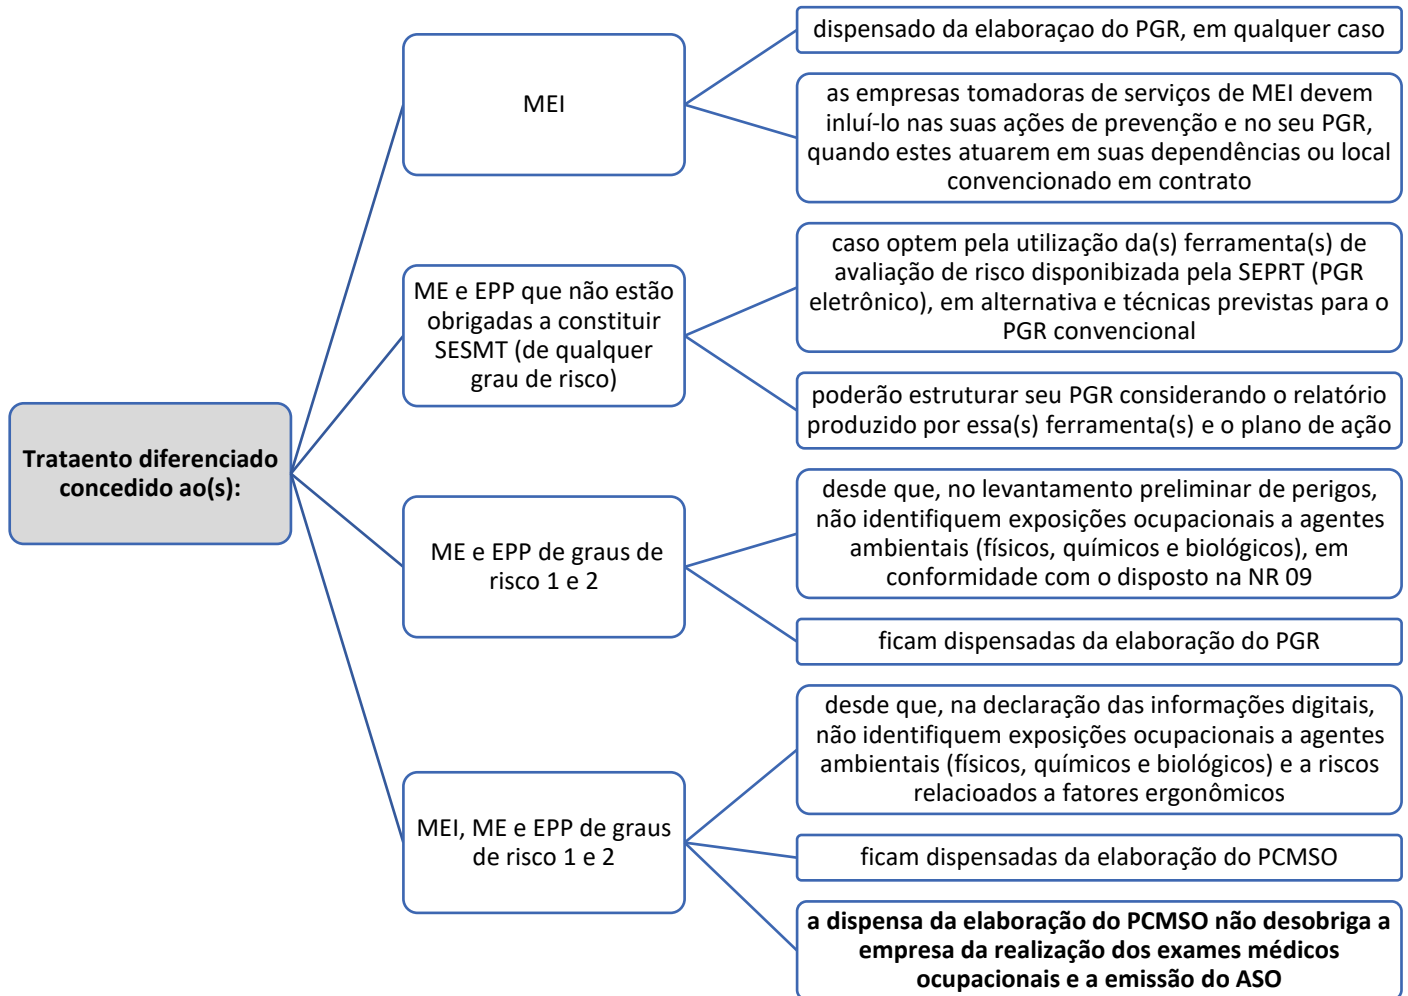 Trataento diferenciado
concedido ao(s):
MEI
dispensado da elaboraçao do PGR, em qualquer caso
as empresas tomadoras de serviços de MEI devem
inluí-lo nas suas ações de prevenção e no seu PGR,
quando estes atuarem em suas dependências ou local
convencionado em contrato
ME e EPP que não estão
obrigadas a constituir
SESMT (de qualquer
grau de risco)
caso optem pela utilização da(s) ferramenta(s) de
avaliação de risco disponibizada pela SEPRT (PGR
eletrônico), em alternativa e técnicas previstas para o
PGR convencional
poderão estruturar seu PGR considerando o relatório
produzido por essa(s) ferramenta(s) e o plano de ação
ME e EPP de graus de
risco 1 e 2
desde que, no levantamento preliminar de perigos,
não identifiquem exposições ocupacionais a agentes
ambientais (físicos, químicos e biológicos), em
conformidade com o disposto na NR 09
ficam dispensadas da elaboração do PGR
MEI, ME e EPP de graus
de risco 1 e 2
desde que, na declaração das informações digitais,
não identifiquem exposições ocupacionais a agentes
ambientais (físicos, químicos e biológicos) e a riscos
relacioados a fatores ergonômicos
ficam dispensadas da elaboração do PCMSO
a dispensa da elaboração do PCMSO não desobriga a
empresa da realização dos exames médicos
ocupacionais e a emissão do ASO